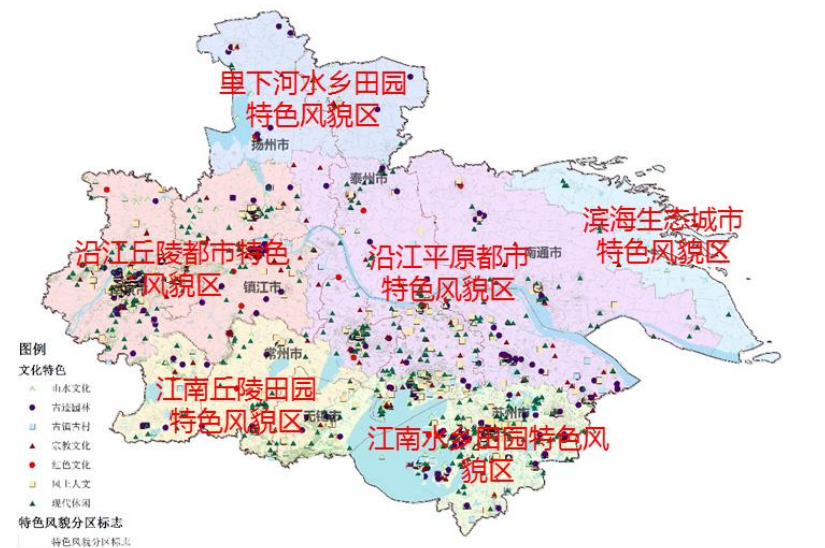 里下河水乡田园
特色风貌区
扬州市
泰州市
滨海生态城市
特色风貌区
沿江丘陵都市特色
风貌区
沿江平原都市
特色风貌区
南通市
镇江市
图例
文化特色
山水文化
古迹园林
古镇古村
宗教文化
红色文化
风土人文
现代休闲
特色风貌分区标志
特色风貌分区标志
常州市
江南丘陵田园
特色风貌区
无锡市
苏州市
江南水乡田园特色风
貌区